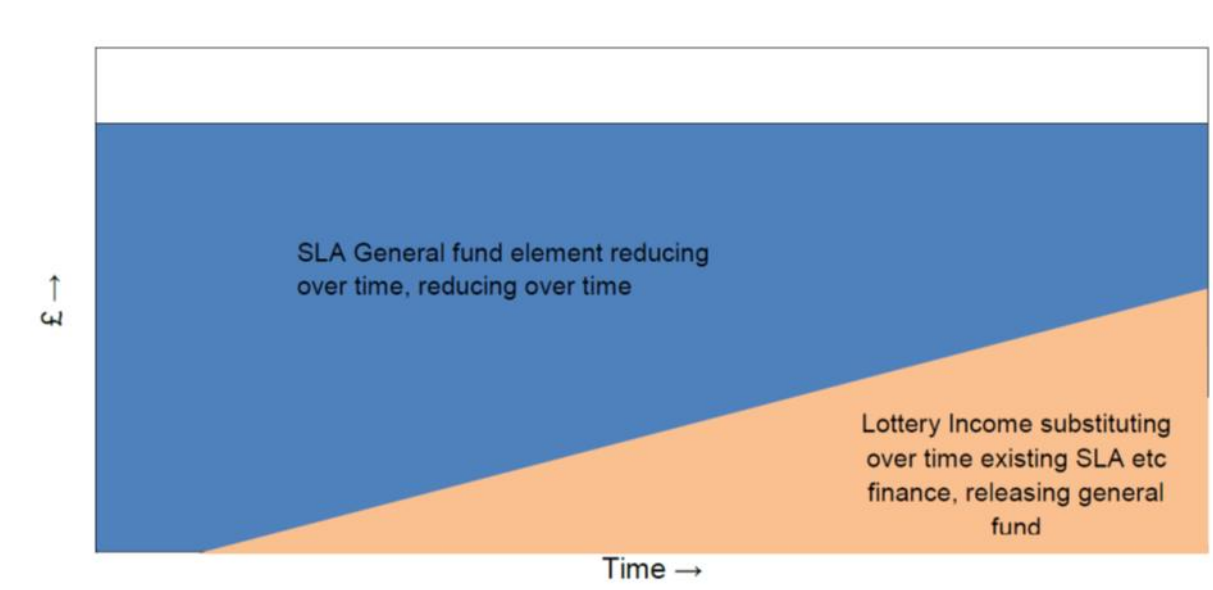 SLA General fund element reducing
over time, reducing over time
£ →
Lottery Income substituting
over time existing SLA etc
finance, releasing general
fund
Time →